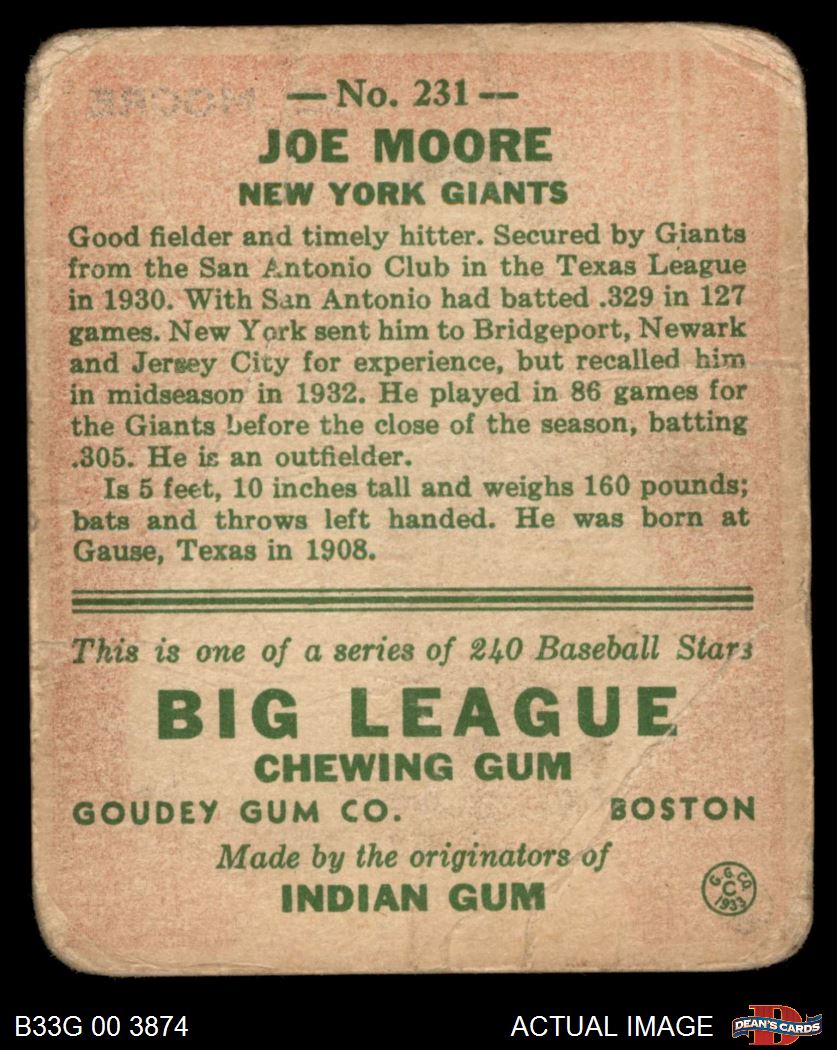 — No. 231 —
JOE MOORE
NEW YORK GIANTS
Good fielder and timely hitter. Secured by Giants
from the San Antonio Club in the Texas League
in 1930. With San Antonio had batted .329 in 127
games. New York sent him to Bridgeport, Newark
and Jersey City for experience, but recalled him
in midseason in 1932. He played in 86 games for
the Giants before the close of the season, batting
.305. He is an outfielder.
Is 5 feet, 10 inches tall and weighs 160 pounds;
bats and throws left handed. He was born at
Gause, Texas in 1908.
This is one of a series of 240 Baseball Stars
BIG LEAGUE
CHEWING GUM
GOUDEY GUM CO. BOSTON
Made by the originators of
INDIAN GUM
G. G. CO.
C
1933
B33G 00 3874 ACTUAL IMAGE
D
DEAN'S CARDS